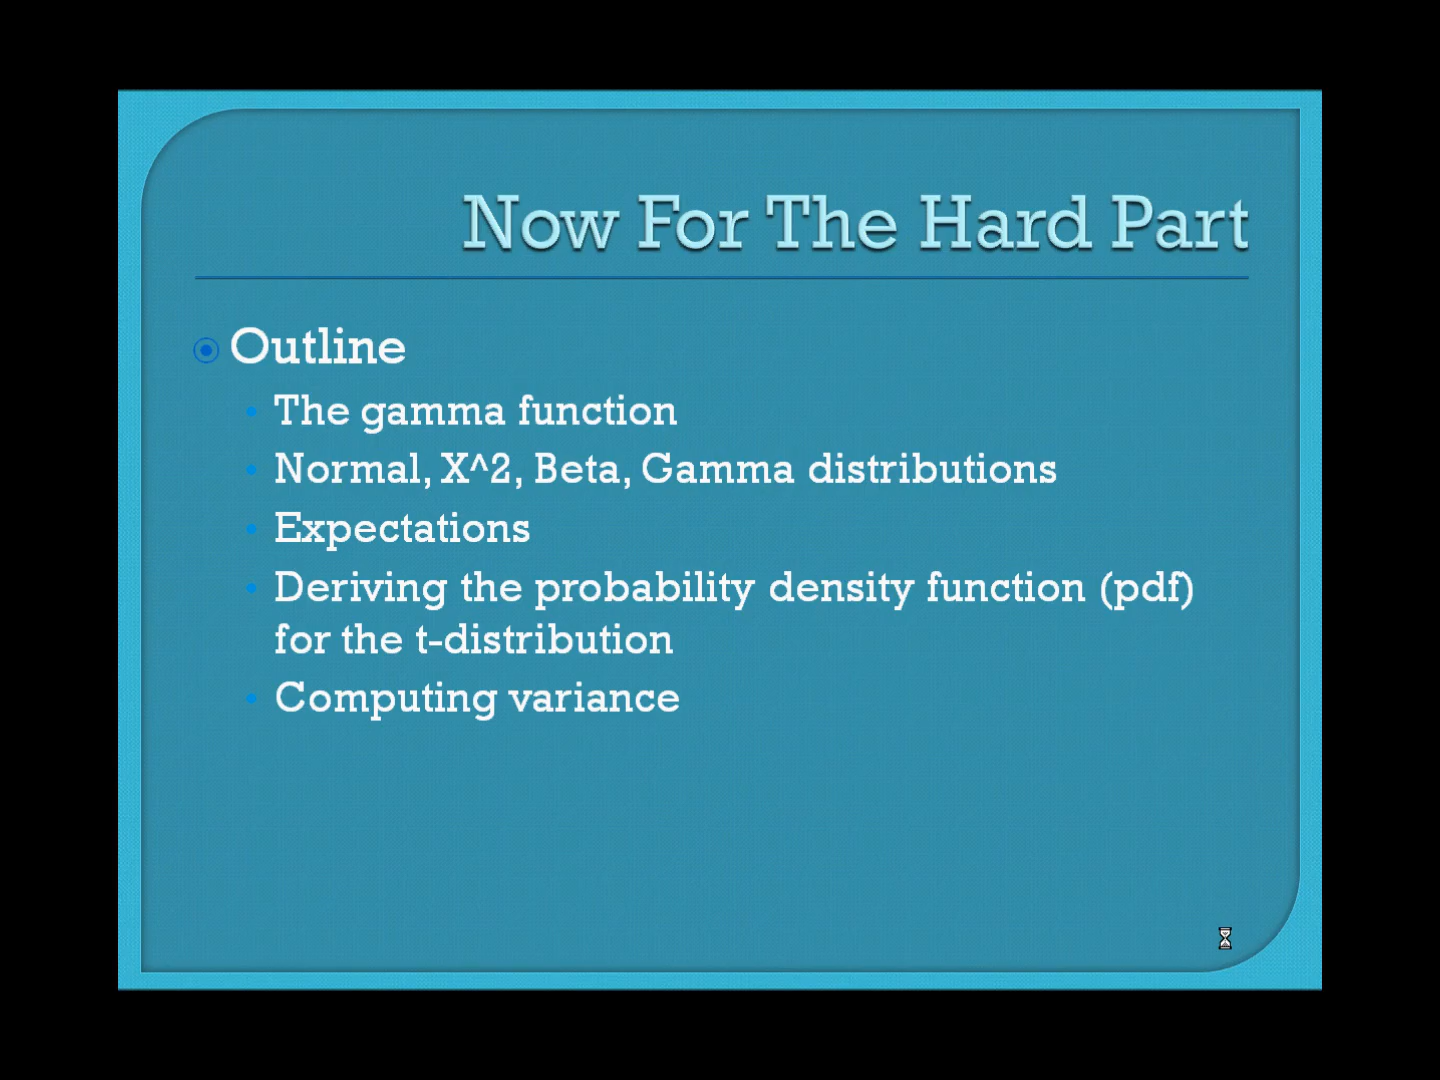 Now For The Hard Part
Outline
The gamma function
Normal, X^2, Beta, Gamma distributions
Expectations
Deriving the probability density function (pdf)
for the t-distribution
Computing variance